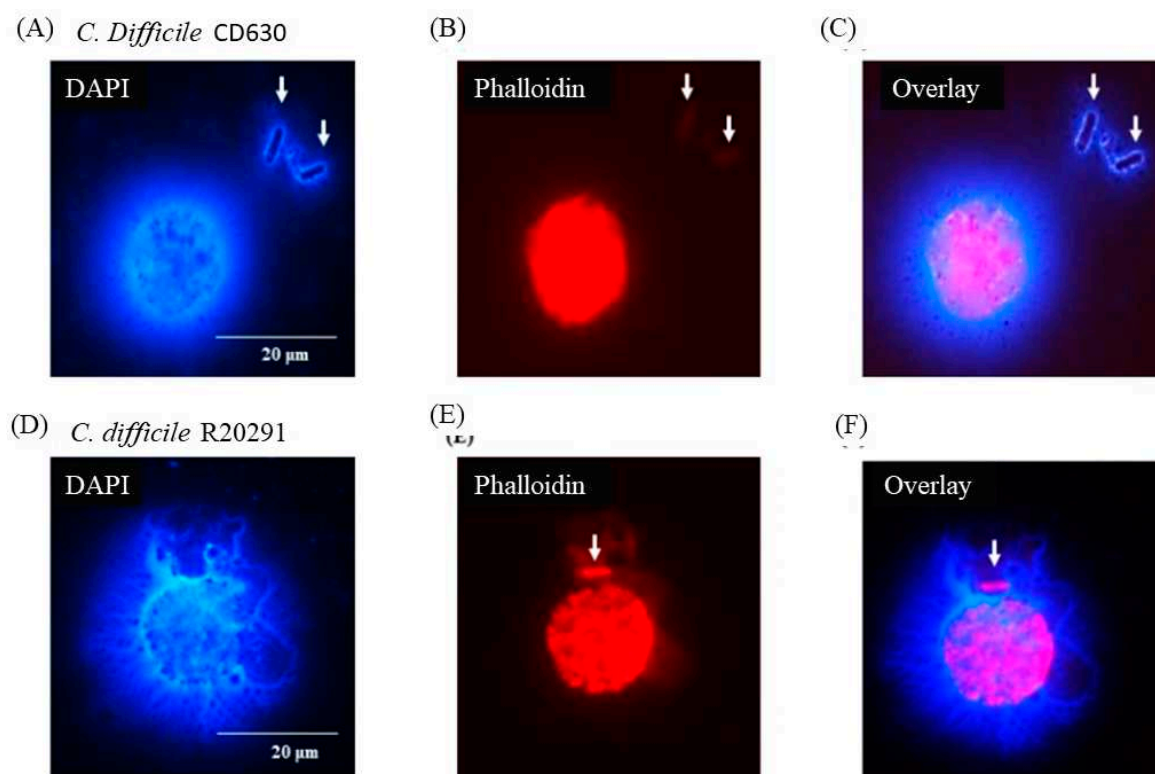 (A) C. Difficile CD630
(B)
(C)
DAPI
Phalloidin
Overlay
20 µm
(D) C. difficile R20291
(E)
(E)
(F)
DAPI
Phalloidin
Overlay
20 µm